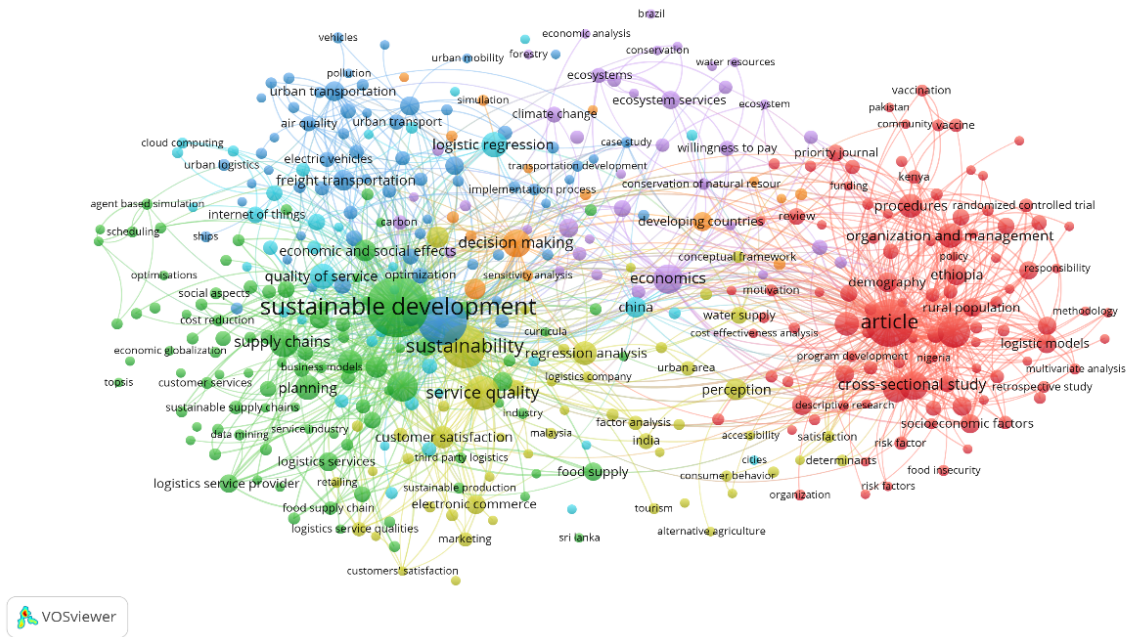 brazil
economic analysis
vehicles
conservation
forestry
urban mobility
water resources
pollution
ecosystems
urban transportation
vaccination
simulation
ecosystem services
ecosystem
pakistan
climate change
air quality
urban transport
community
vaccine
cloud computing
logistic regression
case study
willingness to pay
priority journal
electric vehicles
urban logistics
transportation development
freight transportation
kenya
conservation of natural resour
funding
implementation process
agent based simulation
procedures
randomized controlled trial
internet of things
carbon
developing countries
review
scheduling
ships
organization and management
decision making
economic and social effects
policy
conceptual framework
optimisations
quality of service
optimization
sensitivity analysis
economics
ethiopia
responsibility
demography
motivation
social aspects
sustainable development
china
rural population
methodology
cost reduction
water supply
article
curricula
cost effectiveness analysis
supply chains
sustainability
logistic models
economic globalization
regression analysis
program development
nigeria
business models
urban area
multivariate analysis
topsis
customer services
planning
logistics company
cross-sectional study
retrospective study
service quality
perception
sustainable supply chains
descriptive research
industry
factor analysis
socioeconomic factors
data mining
service industry
customer satisfaction
malaysia
india
accessibility
satisfaction
risk factor
third party logistics
logistics services
cities
determinants
food supply
food insecurity
logistics service provider
retailing
sustainable production
consumer behavior
risk factors
organization
food supply chain
electronic commerce
tourism
logistics service qualities
alternative agriculture
marketing
sri lanka
customers' satisfaction
VOSviewer